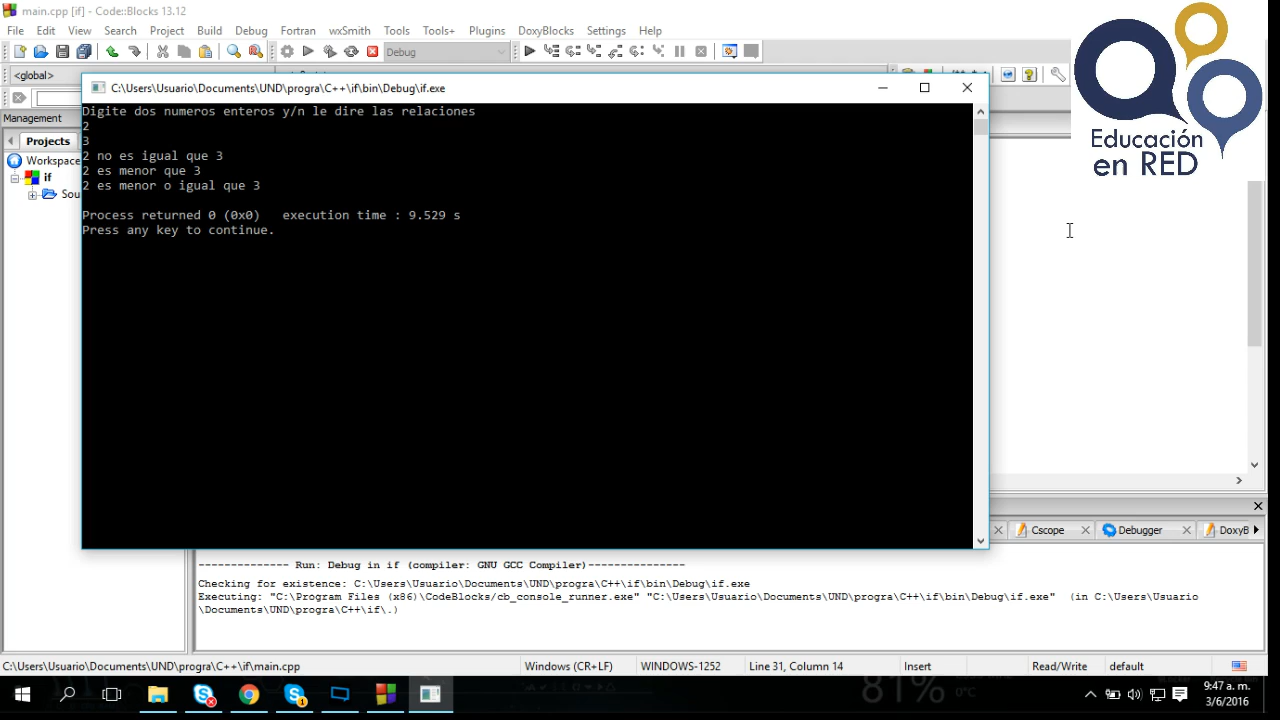 main.cpp [if] - Code::Blocks 13.12
File Edit View Search Project Build Debug Fortran wxSmith Tools Tools+ Plugins DoxyBlocks Settings Help
Debug
<global>
C:\Users\Usuario\Documents\UND\progra\C++\if\bin\Debug\if.exe
Management
Projects
Workspace
if
Sou
Digite dos numeros enteros y/n le dire las relaciones
2
3
2 no es igual que 3
2 es menor que 3
2 es menor o igual que 3
Process returned 0 (0x0)   execution time : 9.529 s
Press any key to continue.
Educación
en RED
Cscope
Debugger
DoxyB
-------------- Run: Debug in if (compiler: GNU GCC Compiler)---------------
Checking for existence: C:\Users\Usuario\Documents\UND\progra\C++\if\bin\Debug\if.exe
Executing: "C:\Program Files (x86)\CodeBlocks/cb_console_runner.exe" "C:\Users\Usuario\Documents\UND\progra\C++\if\bin\Debug\if.exe"  (in C:\Users\Usuario
\Documents\UND\progra\C++\if\.)
C:\Users\Usuario\Documents\UND\progra\C++\if\main.cpp
Windows (CR+LF)
WINDOWS-1252
Line 31, Column 14
Insert
Read/Write
default
81%
0°C
9:47 a. m.
3/6/2016